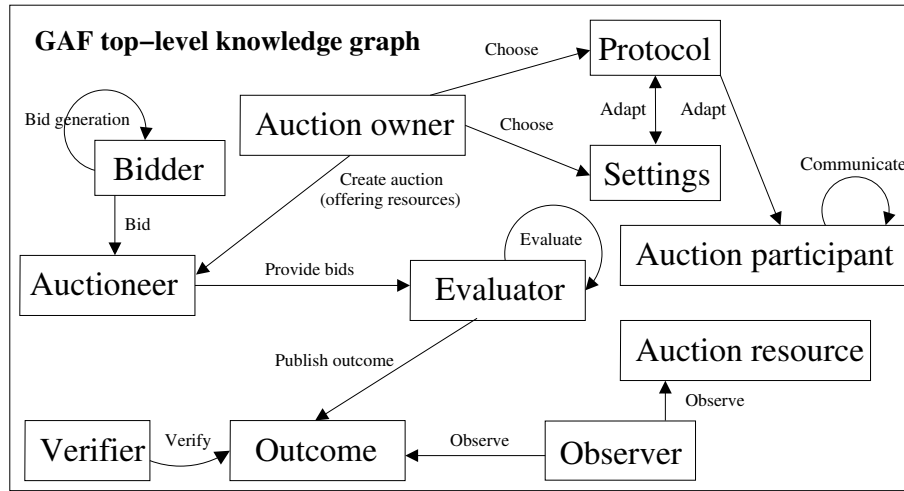 GAF top–level knowledge graph
Choose
Protocol
Bid generation
Auction owner
Adapt
Adapt
Choose
Bidder
Settings
Communicate
Create auction
(offering resources)
Bid
Evaluate
Auction participant
Auctioneer
Provide bids
Evaluator
Auction resource
Publish outcome
Observe
Verifier
Verify
Outcome
Observe
Observer